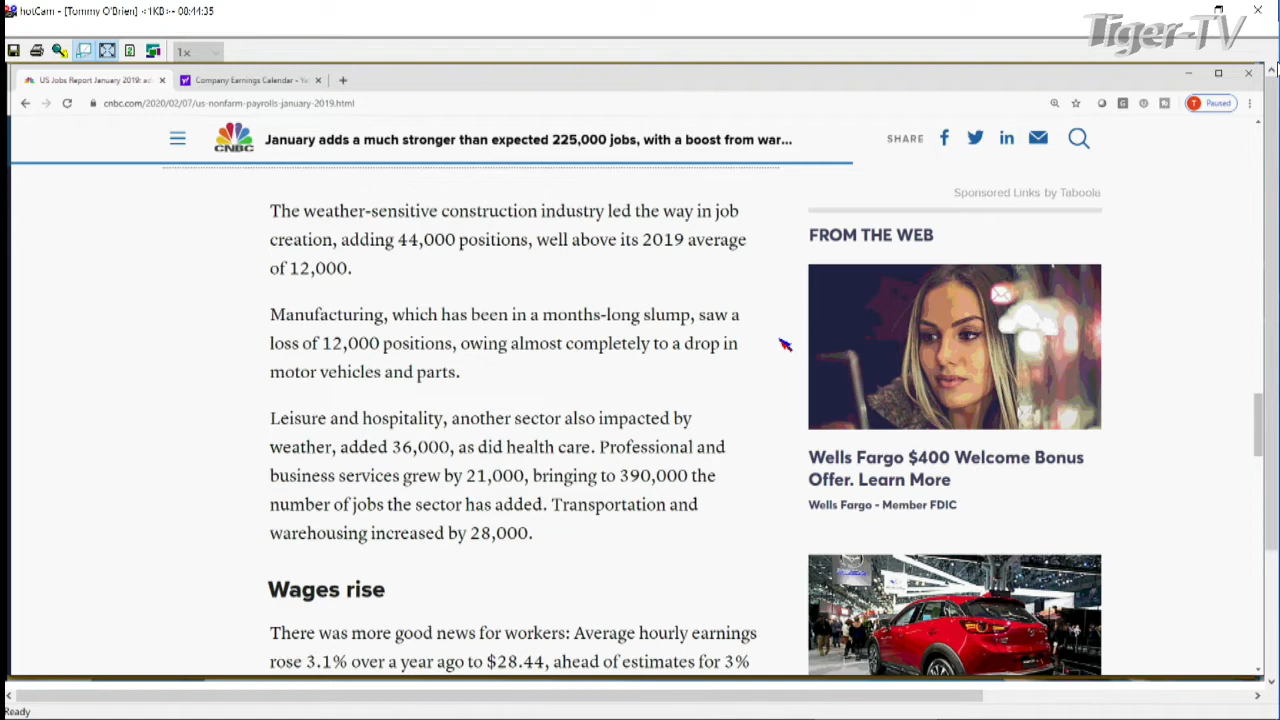 hotCam - [Tommy O'Brien] <1KB>- 08:44:35
Tiger-TV
1x
US Jobs Report January 2019: ad
Company Earnings Calendar - Ya
cnbc.com/2020/02/07/us-nonfarm-payrolls-january-2019.html
T Paused
CNBC
January adds a much stronger than expected 225,000 jobs, with a boost from war...
SHARE
Sponsored Links by Taboola
The weather-sensitive construction industry led the way in job
creation, adding 44,000 positions, well above its 2019 average
of 12,000.
Manufacturing, which has been in a months-long slump, saw a
loss of 12,000 positions, owing almost completely to a drop in
motor vehicles and parts.
Leisure and hospitality, another sector also impacted by
weather, added 36,000, as did health care. Professional and
business services grew by 21,000, bringing to 390,000 the
number of jobs the sector has added. Transportation and
warehousing increased by 28,000.
Wages rise
There was more good news for workers: Average hourly earnings
rose 3.1% over a year ago to $28.44, ahead of estimates for 3%
FROM THE WEB
Wells Fargo $400 Welcome Bonus
Offer. Learn More
Wells Fargo - Member FDIC
Ready